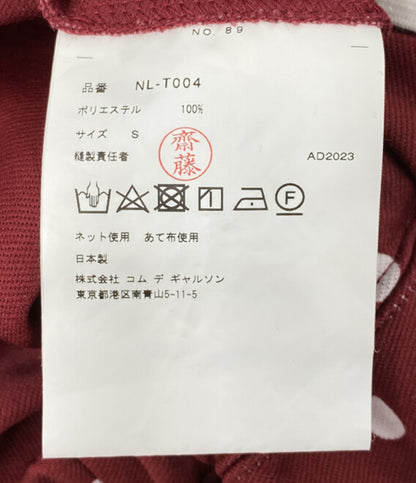 NO. 89
品番 NL-T004
ポリエステル 100%
サイズ S
縫製責任者 齋藤 AD2023
F
ネット使用 あて布使用
日本製
株式会社 コム デ ギャルソン
東京都港区南青山5-11-5